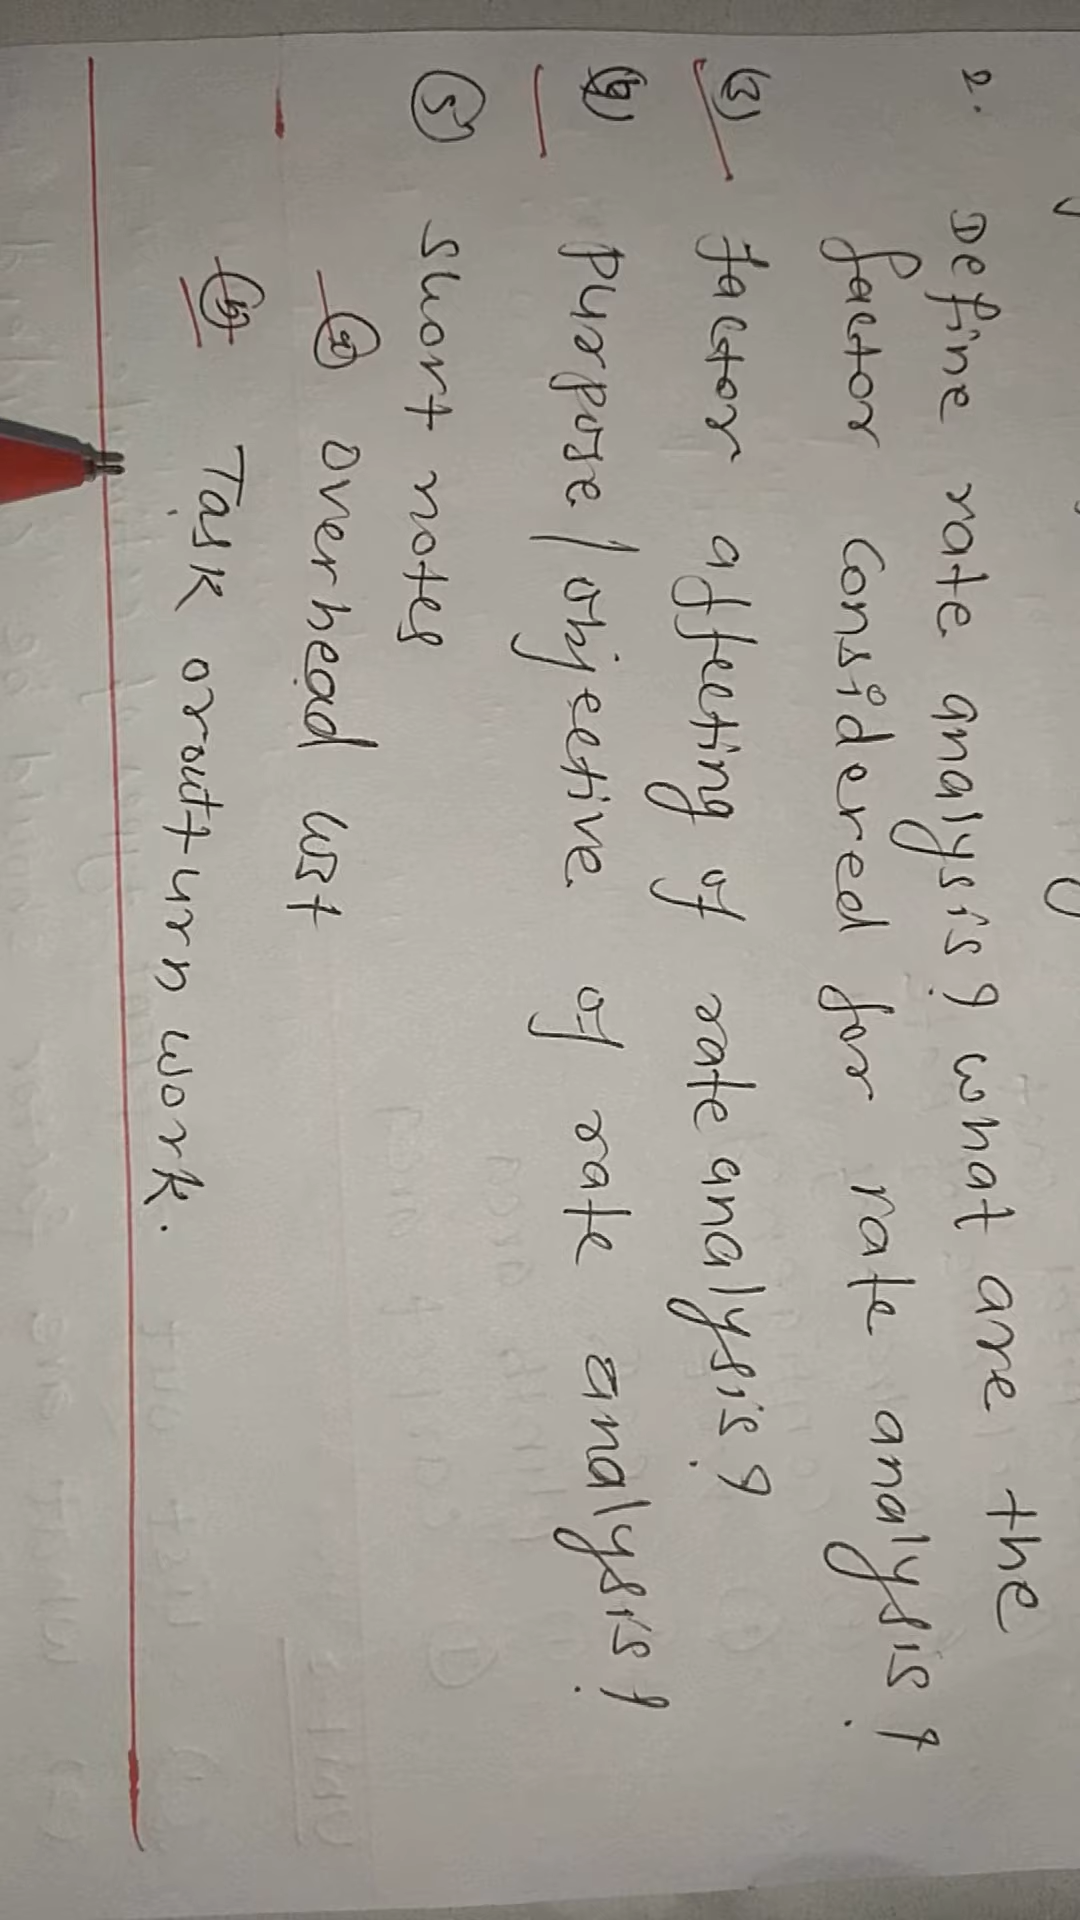 2. Define rate analysis? what are the
factor considered for rate analysis?
(3) factor affecting of rate analysis?
(4) purpose/objective of rate analysis?
(5) short notes
(a) overhead cost
(b) Task or outturn work.